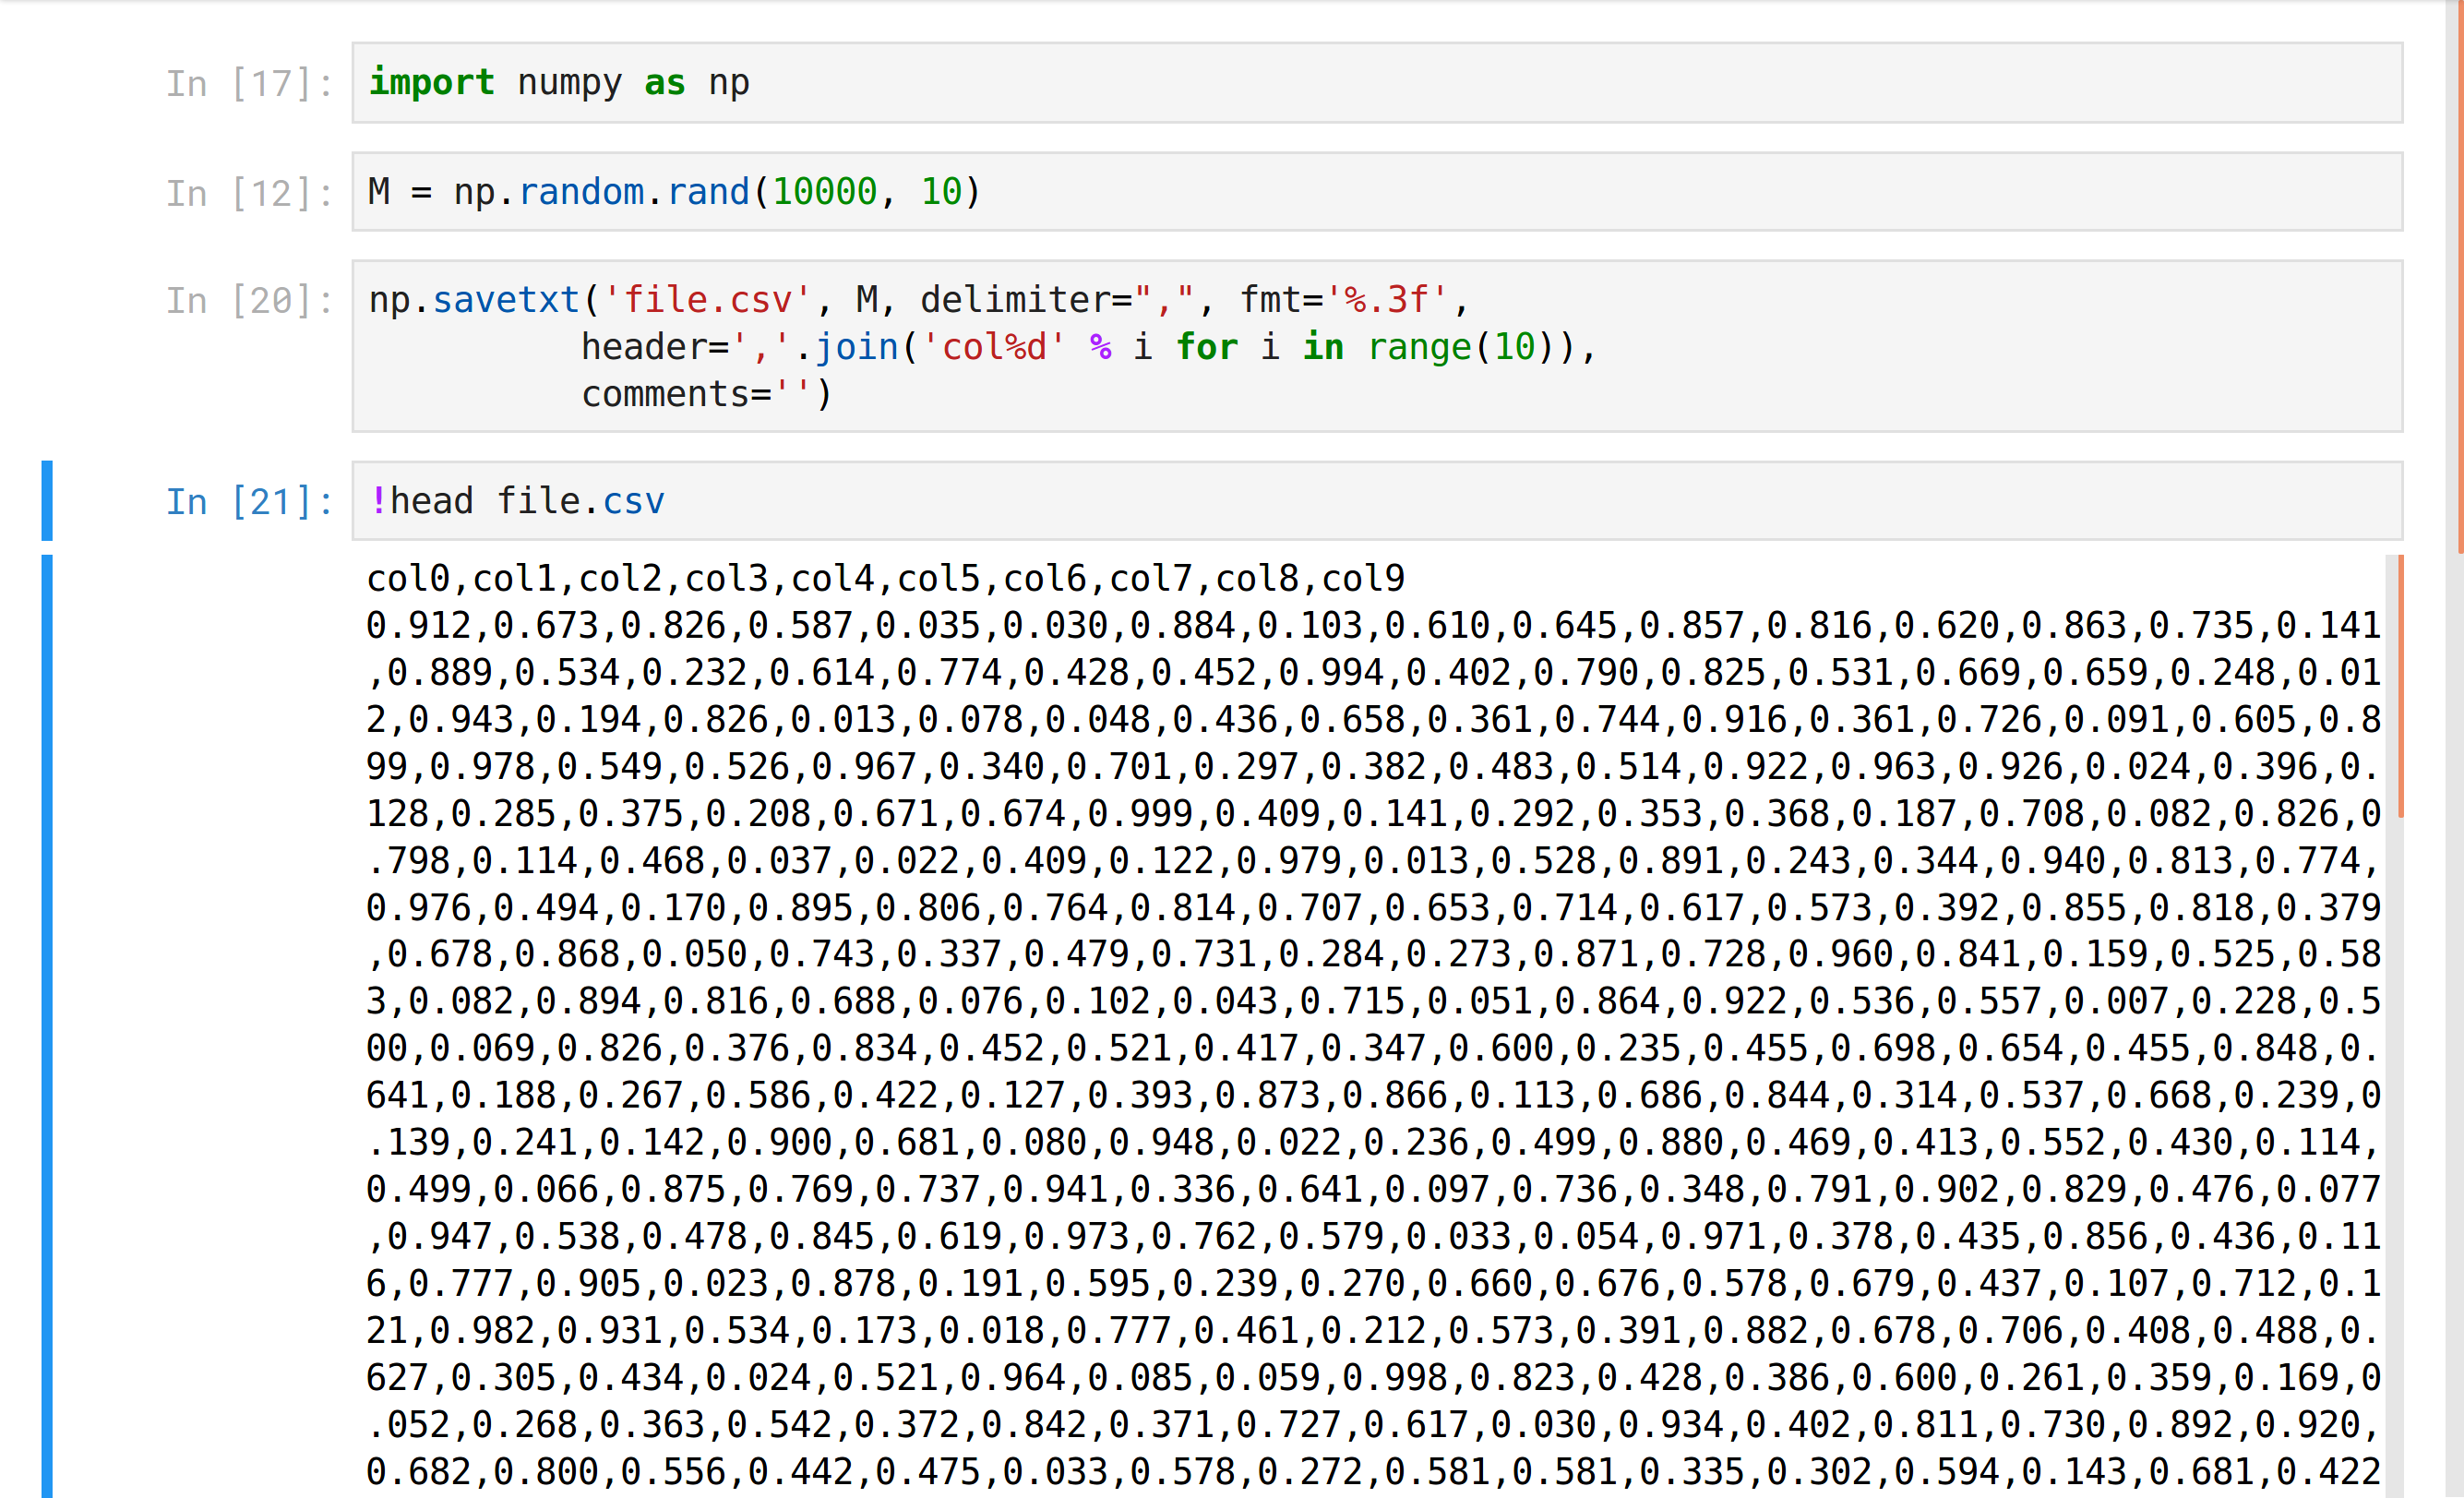 In [17]: import numpy as np
In [12]: M = np.random.rand(10000, 10)
In [20]: np.savetxt('file.csv', M, delimiter=",", fmt='%.3f',
header=','.join('col%d' % i for i in range(10)),
comments='')
In [21]: !head file.csv
col0,col1,col2,col3,col4,col5,col6,col7,col8,col9
0.912,0.673,0.826,0.587,0.035,0.030,0.884,0.103,0.610,0.645,0.857,0.816,0.620,0.863,0.735,0.141
,0.889,0.534,0.232,0.614,0.774,0.428,0.452,0.994,0.402,0.790,0.825,0.531,0.669,0.659,0.248,0.01
2,0.943,0.194,0.826,0.013,0.078,0.048,0.436,0.658,0.361,0.744,0.916,0.361,0.726,0.091,0.605,0.8
99,0.978,0.549,0.526,0.967,0.340,0.701,0.297,0.382,0.483,0.514,0.922,0.963,0.926,0.024,0.396,0.
128,0.285,0.375,0.208,0.671,0.674,0.999,0.409,0.141,0.292,0.353,0.368,0.187,0.708,0.082,0.826,0
.798,0.114,0.468,0.037,0.022,0.409,0.122,0.979,0.013,0.528,0.891,0.243,0.344,0.940,0.813,0.774,
0.976,0.494,0.170,0.895,0.806,0.764,0.814,0.707,0.653,0.714,0.617,0.573,0.392,0.855,0.818,0.379
,0.678,0.868,0.050,0.743,0.337,0.479,0.731,0.284,0.273,0.871,0.728,0.960,0.841,0.159,0.525,0.58
3,0.082,0.894,0.816,0.688,0.076,0.102,0.043,0.715,0.051,0.864,0.922,0.536,0.557,0.007,0.228,0.5
00,0.069,0.826,0.376,0.834,0.452,0.521,0.417,0.347,0.600,0.235,0.455,0.698,0.654,0.455,0.848,0.
641,0.188,0.267,0.586,0.422,0.127,0.393,0.873,0.866,0.113,0.686,0.844,0.314,0.537,0.668,0.239,0
.139,0.241,0.142,0.900,0.681,0.080,0.948,0.022,0.236,0.499,0.880,0.469,0.413,0.552,0.430,0.114,
0.499,0.066,0.875,0.769,0.737,0.941,0.336,0.641,0.097,0.736,0.348,0.791,0.902,0.829,0.476,0.077
,0.947,0.538,0.478,0.845,0.619,0.973,0.762,0.579,0.033,0.054,0.971,0.378,0.435,0.856,0.436,0.11
6,0.777,0.905,0.023,0.878,0.191,0.595,0.239,0.270,0.660,0.676,0.578,0.679,0.437,0.107,0.712,0.1
21,0.982,0.931,0.534,0.173,0.018,0.777,0.461,0.212,0.573,0.391,0.882,0.678,0.706,0.408,0.488,0.
627,0.305,0.434,0.024,0.521,0.964,0.085,0.059,0.998,0.823,0.428,0.386,0.600,0.261,0.359,0.169,0
.052,0.268,0.363,0.542,0.372,0.842,0.371,0.727,0.617,0.030,0.934,0.402,0.811,0.730,0.892,0.920,
0.682,0.800,0.556,0.442,0.475,0.033,0.578,0.272,0.581,0.581,0.335,0.302,0.594,0.143,0.681,0.422